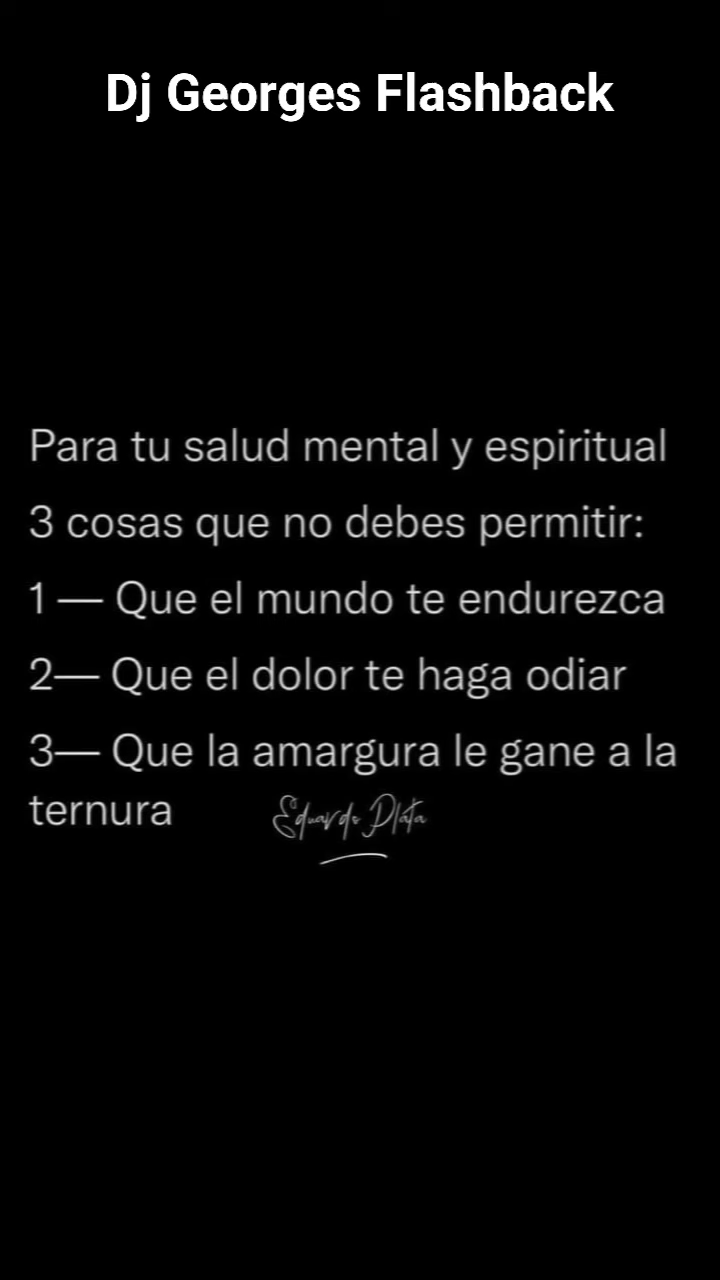 Dj Georges Flashback
Para tu salud mental y espiritual
3 cosas que no debes permitir:
1 — Que el mundo te endurezca
2— Que el dolor te haga odiar
3— Que la amargura le gane a la
ternura
Eduardo Plata